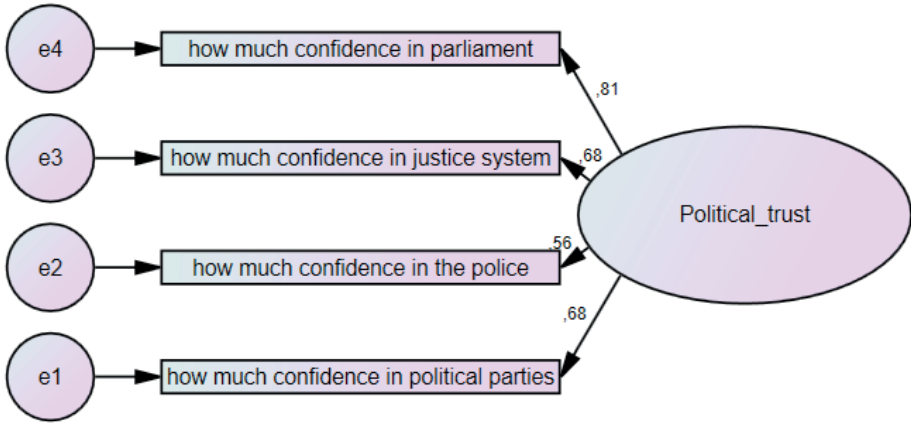 e4
how much confidence in parliament
,81
e3
how much confidence in justice system
,68
Political_trust
e2
how much confidence in the police
,56
,68
e1
how much confidence in political parties